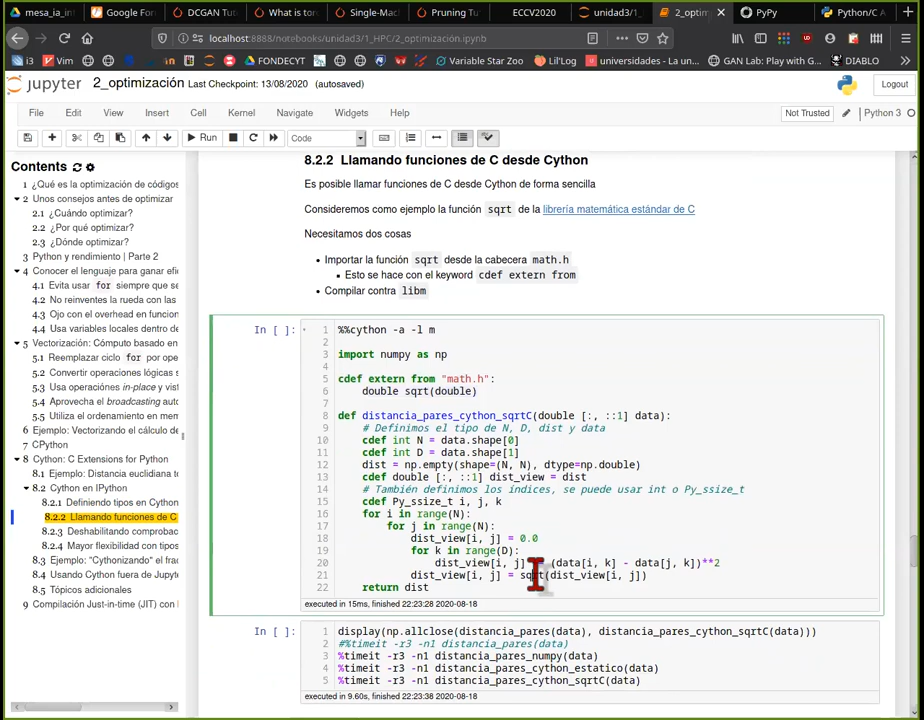 mesa_ia_in
Google Fori
DCGAN Tut
What is torc
Single-Mac
Pruning Tut
ECCV2020
unidad3/1_
2_optim
PyPy
Python/C A
localhost:8888/notebooks/unidad3/1_HPC/2_optimización.ipynb
i3
Vim
FONDECYT
Variable Star Zoo
Lil'Log
universidades - La un...
GAN Lab: Play with G...
DIABLO
jupyter 2_optimización Last Checkpoint: 13/08/2020 (autosaved)
Logout
File Edit View Insert Cell Kernel Navigate Widgets Help
Not Trusted
Python 3
Run
Code
Contents
1 ¿Qué es la optimización de códigos
2 Unos consejos antes de optimizar
2.1 ¿Cuándo optimizar?
2.2 ¿Por qué optimizar?
2.3 ¿Dónde optimizar?
3 Python y rendimiento | Parte 2
4 Conocer el lenguaje para ganar efic
4.1 Evita usar for siempre que se
4.2 No reinventes la rueda con las
4.3 Ojo con el overhead en funcion
4.4 Usa variables locales dentro de
5 Vectorización: Cómputo basado en
5.1 Reemplazar ciclo for por ope
5.2 Convertir operaciones lógicas s
5.3 Usa operaciónes in-place y vist
5.4 Aprovecha el broadcasting aut
5.5 Utiliza el ordenamiento en mem
6 Ejemplo: Vectorizando el cálculo de
7 CPython
8 Cython: C Extensions for Python
8.1 Ejemplo: Distancia euclidiana to
8.2 Cython en IPython
8.2.1 Definiendo tipos en Cython
8.2.2 Llamando funciones de C
8.2.3 Deshabilitando comprobac
8.2.4 Mayor flexibilidad con tipos
8.3 Ejemplo: "Cythonizando" el frac
8.4 Usando Cython fuera de Jupyte
8.5 Tópicos adicionales
9 Compilación Just-in-time (JIT) con
8.2.2 Llamando funciones de C desde Cython
Es posible llamar funciones de C desde Cython de forma sencilla
Consideremos como ejemplo la función sqrt de la librería matemática estándar de C
Necesitamos dos cosas
• Importar la función sqrt desde la cabecera math.h
▪ Esto se hace con el keyword cdef extern from
• Compilar contra libm
In [ ]:
1 %%cython -a -l m
2
3 import numpy as np
4
5 cdef extern from "math.h":
6 double sqrt(double)
7
8 def distancia_pares_cython_sqrtC(double [:, ::1] data):
9 # Definimos el tipo de N, D, dist y data
10 cdef int N = data.shape[0]
11 cdef int D = data.shape[1]
12 dist = np.empty(shape=(N, N), dtype=np.double)
13 cdef double [:, ::1] dist_view = dist
14 # También definimos los índices, se puede usar int o Py_ssize_t
15 cdef Py_ssize_t i, j, k
16 for i in range(N):
17 for j in range(N):
18 dist_view[i, j] = 0.0
19 for k in range(D):
20 dist_view[i, j] (data[i, k] - data[j, k])**2
21 dist_view[i, j] = sqrt(dist_view[i, j])
22 return dist
executed in 15ms, finished 22:23:28 2020-08-18
In [ ]:
1 display(np.allclose(distancia_pares(data), distancia_pares_cython_sqrtC(data)))
2 #%timeit -r3 -n1 distancia_pares(data)
3 %timeit -r3 -n1 distancia_pares_numpy(data)
4 %timeit -r3 -n1 distancia_pares_cython_estatico(data)
5 %timeit -r3 -n1 distancia_pares_cython_sqrtC(data)
executed in 9.60s, finished 22:23:38 2020-08-18